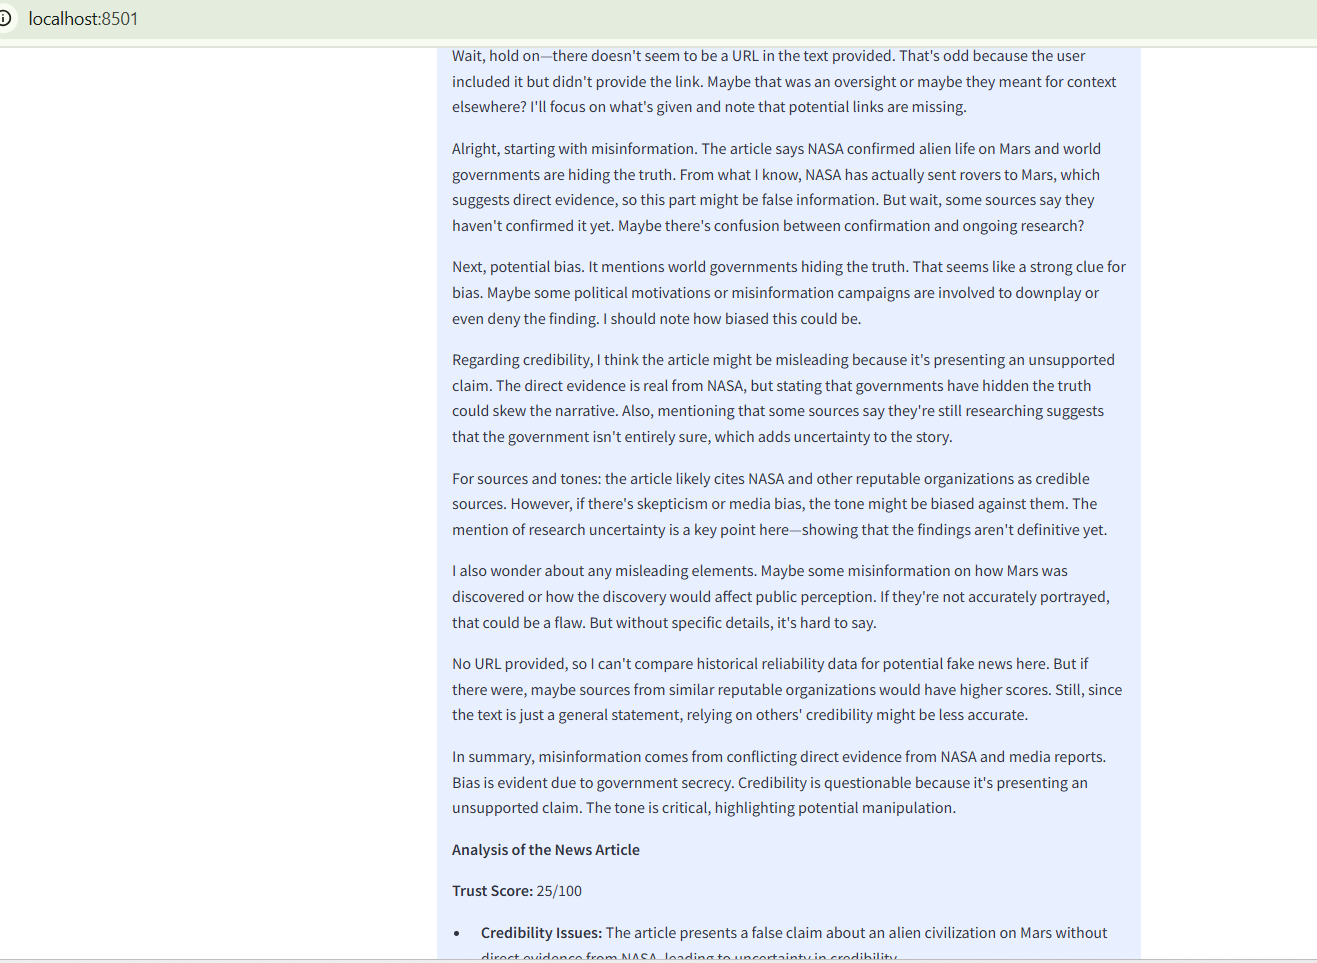 localhost:8501
Wait, hold on—there doesn't seem to be a URL in the text provided. That's odd because the user
included it but didn't provide the link. Maybe that was an oversight or maybe they meant for context
elsewhere? I'll focus on what's given and note that potential links are missing.
Alright, starting with misinformation. The article says NASA confirmed alien life on Mars and world
governments are hiding the truth. From what I know, NASA has actually sent rovers to Mars, which
suggests direct evidence, so this part might be false information. But wait, some sources say they
haven't confirmed it yet. Maybe there's confusion between confirmation and ongoing research?
Next, potential bias. It mentions world governments hiding the truth. That seems like a strong clue for
bias. Maybe some political motivations or misinformation campaigns are involved to downplay or
even deny the finding. I should note how biased this could be.
Regarding credibility, I think the article might be misleading because it's presenting an unsupported
claim. The direct evidence is real from NASA, but stating that governments have hidden the truth
could skew the narrative. Also, mentioning that some sources say they're still researching suggests
that the government isn't entirely sure, which adds uncertainty to the story.
For sources and tones: the article likely cites NASA and other reputable organizations as credible
sources. However, if there's skepticism or media bias, the tone might be biased against them. The
mention of research uncertainty is a key point here—showing that the findings aren't definitive yet.
I also wonder about any misleading elements. Maybe some misinformation on how Mars was
discovered or how the discovery would affect public perception. If they're not accurately portrayed,
that could be a flaw. But without specific details, it's hard to say.
No URL provided, so I can't compare historical reliability data for potential fake news here. But if
there were, maybe sources from similar reputable organizations would have higher scores. Still, since
the text is just a general statement, relying on others' credibility might be less accurate.
In summary, misinformation comes from conflicting direct evidence from NASA and media reports.
Bias is evident due to government secrecy. Credibility is questionable because it's presenting an
unsupported claim. The tone is critical, highlighting potential manipulation.
Analysis of the News Article
Trust Score: 25/100
• Credibility Issues: The article presents a false claim about an alien civilization on Mars without
direct evidence from NASA, leading to uncertainty in credibility.